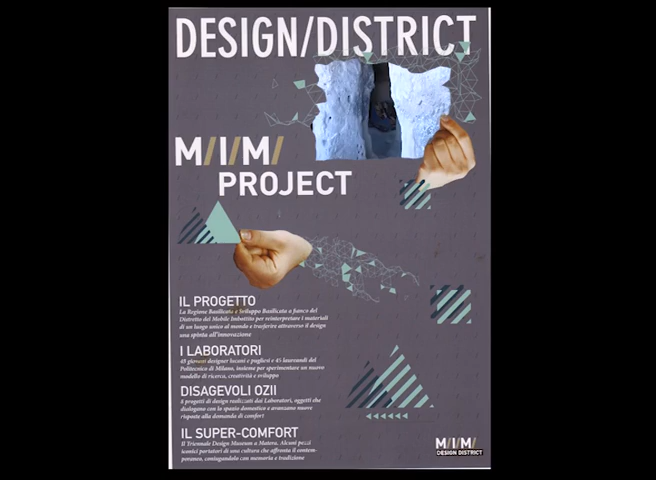 DESIGN/DISTRICT
M/I/M/
PROJECT
IL PROGETTO
La Regione Basilicata e Sviluppo Basilicata a fianco del
Distretto del Mobile Imbottito per reinterpretare i materiali
di un luogo unico al mondo e trasferire attraverso il design
una spinta all'innovazione
I LABORATORI
45 giovani designer lucani e pugliesi e 45 laureandi del
Politecnico di Milano, insieme per sperimentare un nuovo
modello di ricerca, creatività e sviluppo
DISAGEVOLI OZII
6 progetti di design realizzati dai Laboratori, oggetti che
dialogano con lo spazio domestico e avanzano nuove
risposte alla domanda di comfort
IL SUPER-COMFORT
Il Triennale Design Museum a Matera. Alcuni pezzi
iconici portatori di una cultura che affronta il contem-
poraneo, coniugandolo con memoria e tradizione
M/I/M/
DESIGN DISTRICT